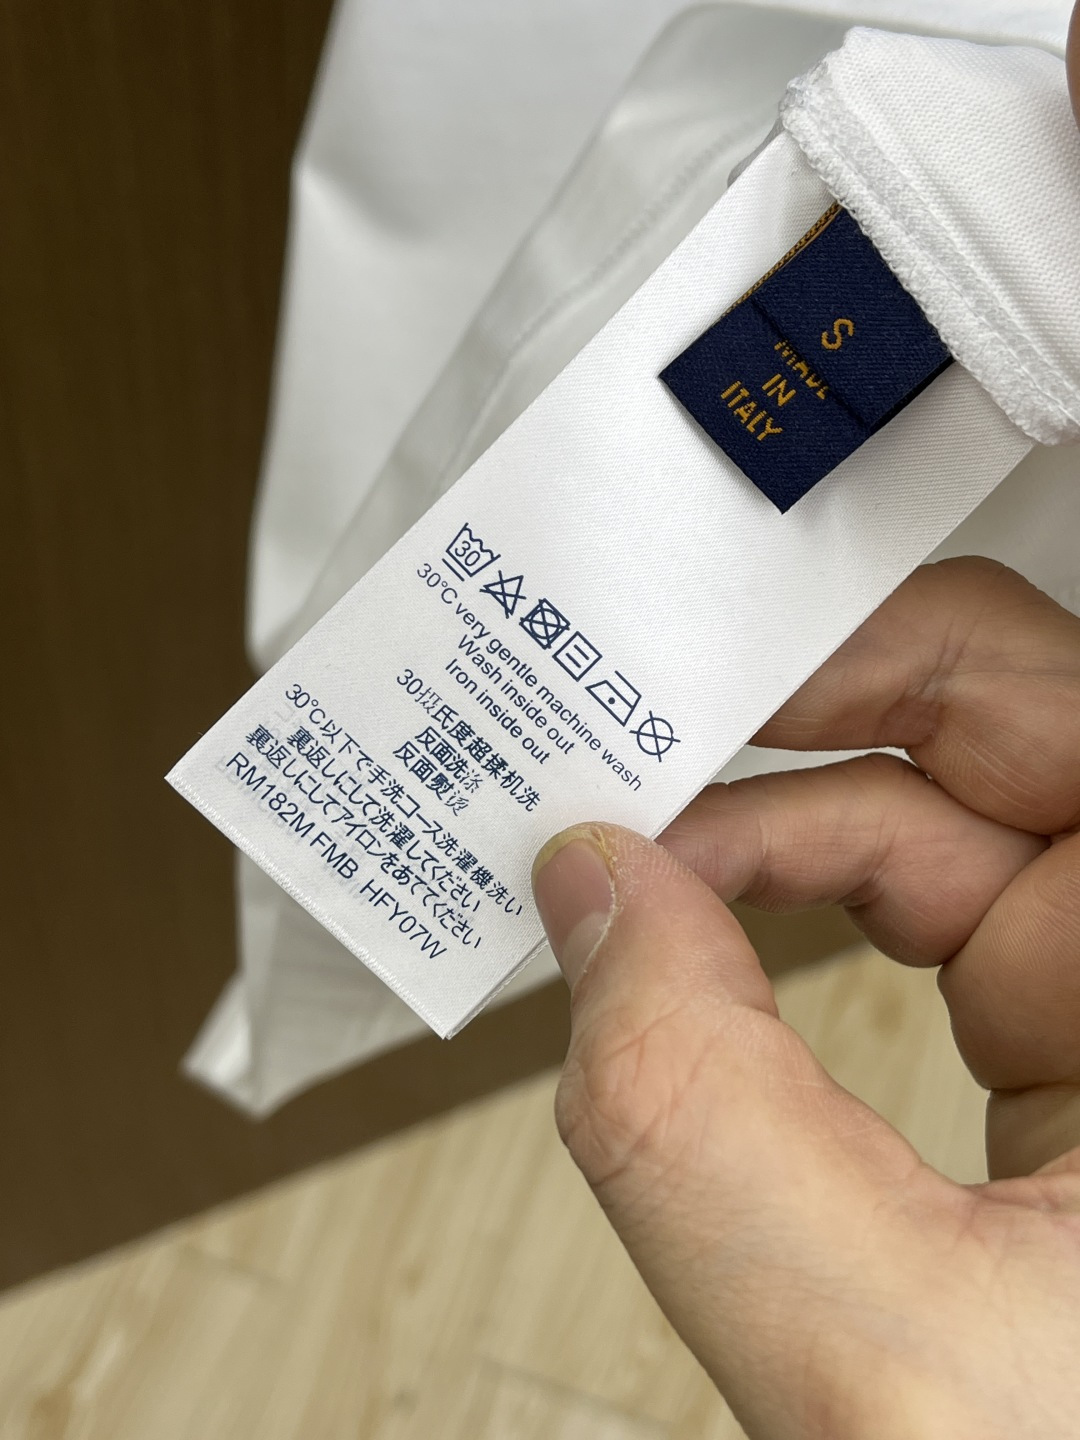 S
MADE
IN
ITALY
30
30°C very gentle machine wash
Wash inside out
Iron inside out
30摄氏度超揉机洗
反面洗涤
反面熨烫
30℃以下で手洗コース洗濯機洗い
裏返しにして洗濯してください
裏返しにしてアイロンをあててください
RM182M FMB HFY07W